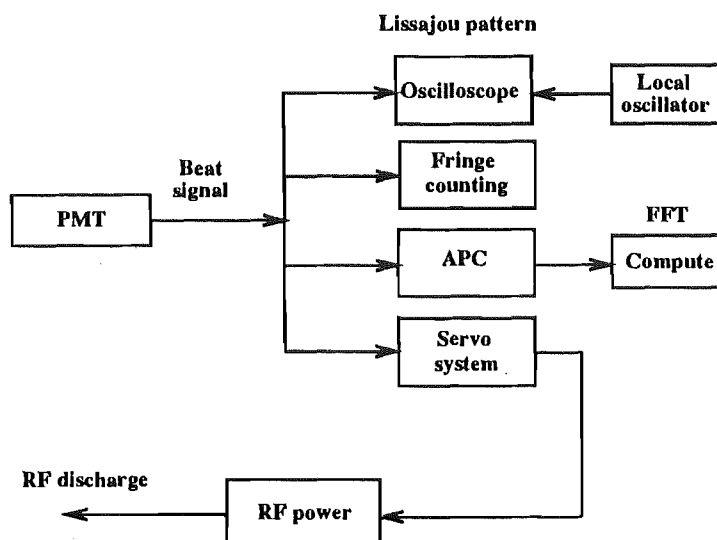 Lissajou pattern
Oscilloscope
Local
oscillator
Beat
signal
Fringe
counting
PMT
FFT
APC
Compute
Servo
system
RF discharge
RF power